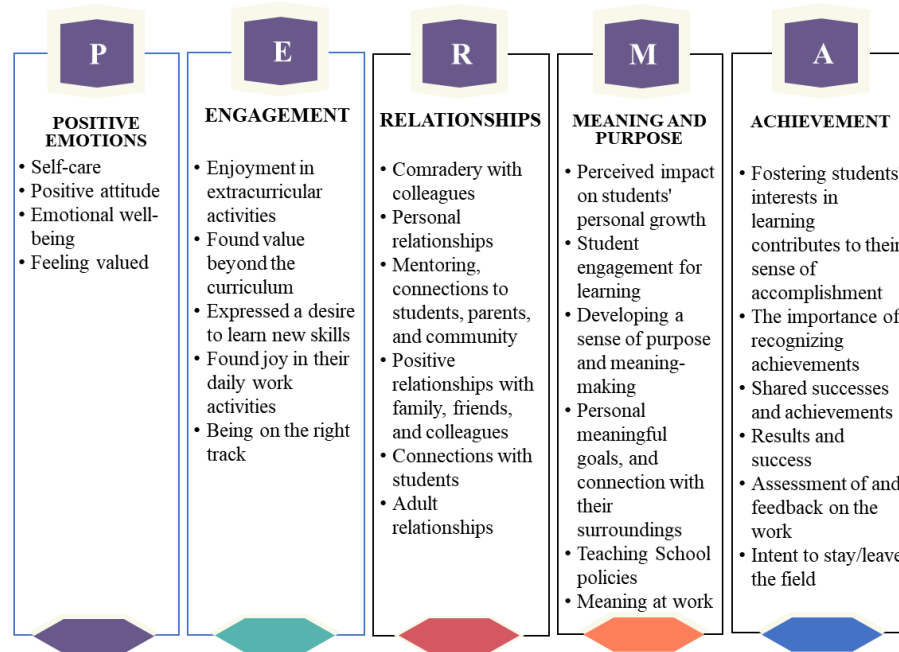 P
POSITIVE
EMOTIONS
• Self-care
• Positive attitude
• Emotional well-
being
• Feeling valued
E
ENGAGEMENT
• Enjoyment in
extracurricular
activities
• Found value
beyond the
curriculum
• Expressed a desire
to learn new skills
• Found joy in their
daily work
activities
• Being on the right
track
R
RELATIONSHIPS
• Comradery with
colleagues
• Personal
relationships
• Mentoring,
connections to
students, parents,
and community
• Positive
relationships with
family, friends,
and colleagues
• Connections with
students
• Adult
relationships
M
MEANING AND
PURPOSE
• Perceived impact
on students'
personal growth
• Student
engagement for
learning
• Developing a
sense of purpose
and meaning-
making
• Personal
meaningful
goals, and
connection with
their
surroundings
• Teaching School
policies
• Meaning at work
A
ACHIEVEMENT
• Fostering students'
interests in
learning
contributes to their
sense of
accomplishment
• The importance of
recognizing
achievements
• Shared successes
and achievements
• Results and
success
• Assessment of and
feedback on the
work
• Intent to stay/leave
the field